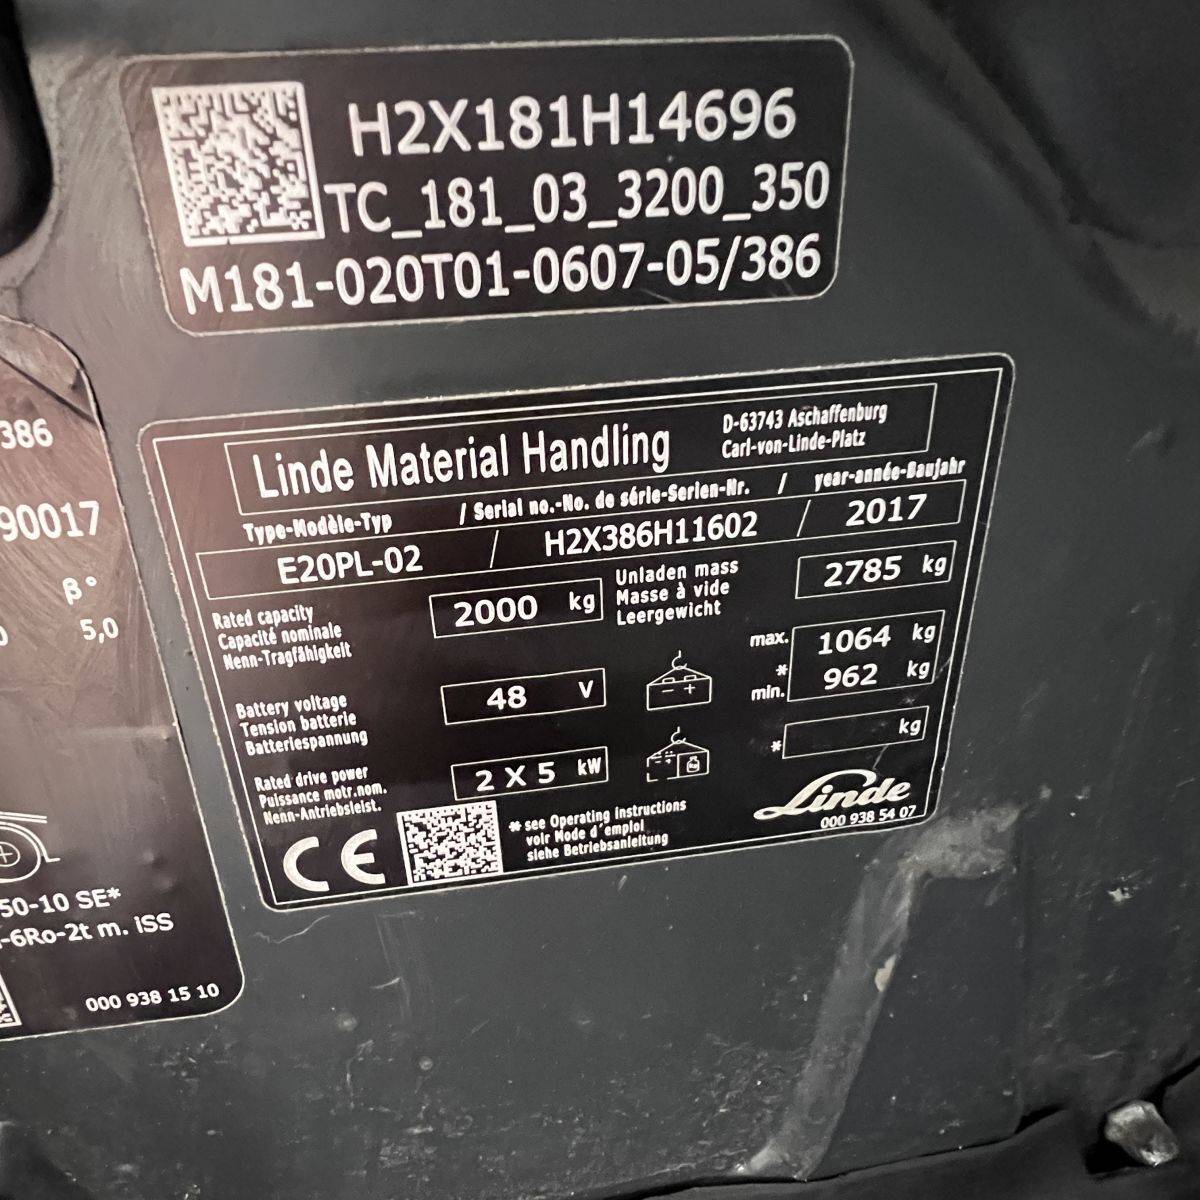 H2X181H14696
TC_181_03_3200_350
M181-020T01-0607-05/386
386
90017
β°
5,0
50-10 SE*
-6Ro-2t m. iSS
000 938 15 10
Linde Material Handling
D-63743 Aschaffenburg
Carl-von-Linde-Platz
Type-Modèle-Typ / Serial no.-No. de série-Serien-Nr. / year-année-Baujahr
E20PL-02 / H2X386H11602 / 2017
Rated capacity
Capacité nominale
Nenn-Tragfähigkeit
2000 kg
Unladen mass
Masse à vide
Leergewicht
2785 kg
Battery voltage
Tension batterie
Batteriespannung
48 V
- +
max. 1064 kg
*
min. 962 kg
Rated drive power
Puissance motr.nom.
Nenn-Antriebsleist.
2 X 5 kW
* kg
CE
* see Operating instructions
voir Mode d´emploi
siehe Betriebsanleitung
Linde
000 938 54 07